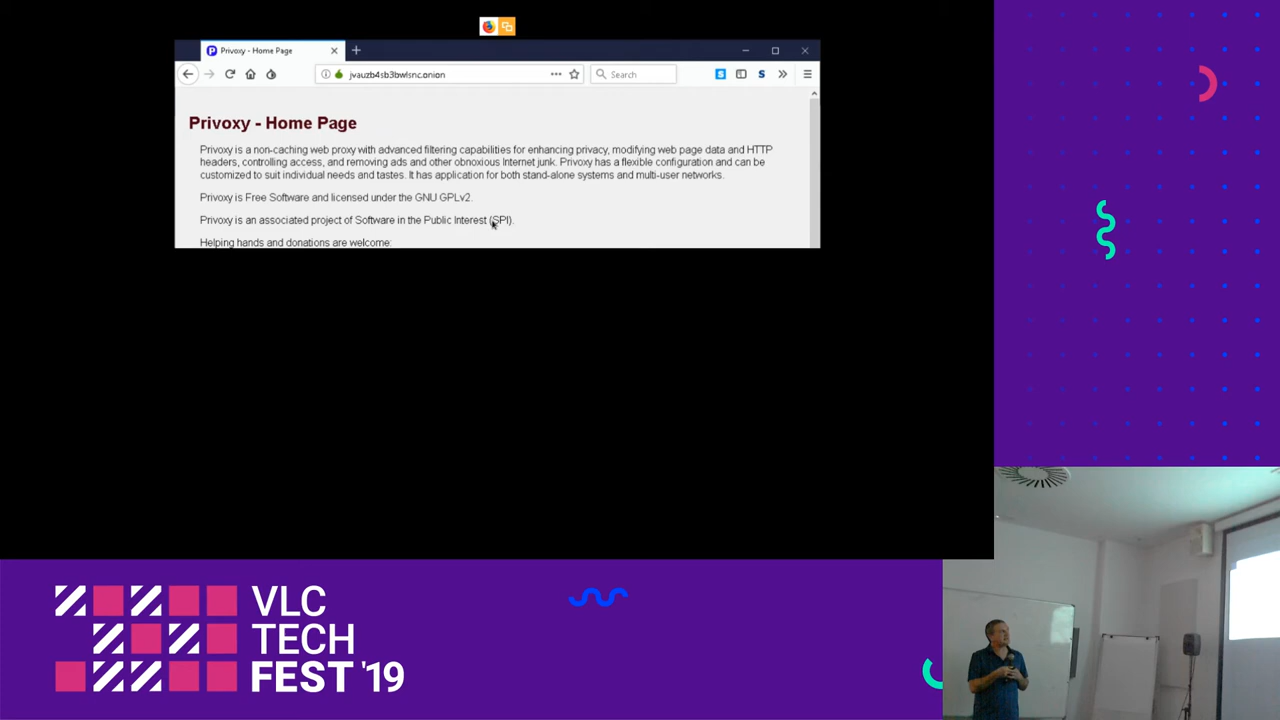 Privoxy - Home Page
jvauzb4sb3bwlsnc.onion
Search
Privoxy - Home Page
Privoxy is a non-caching web proxy with advanced filtering capabilities for enhancing privacy, modifying web page data and HTTP
headers, controlling access, and removing ads and other obnoxious Internet junk. Privoxy has a flexible configuration and can be
customized to suit individual needs and tastes. It has application for both stand-alone systems and multi-user networks.
Privoxy is Free Software and licensed under the GNU GPLv2.
Privoxy is an associated project of Software in the Public Interest (SPI).
Helping hands and donations are welcome:
VLC
TECH
FEST '19